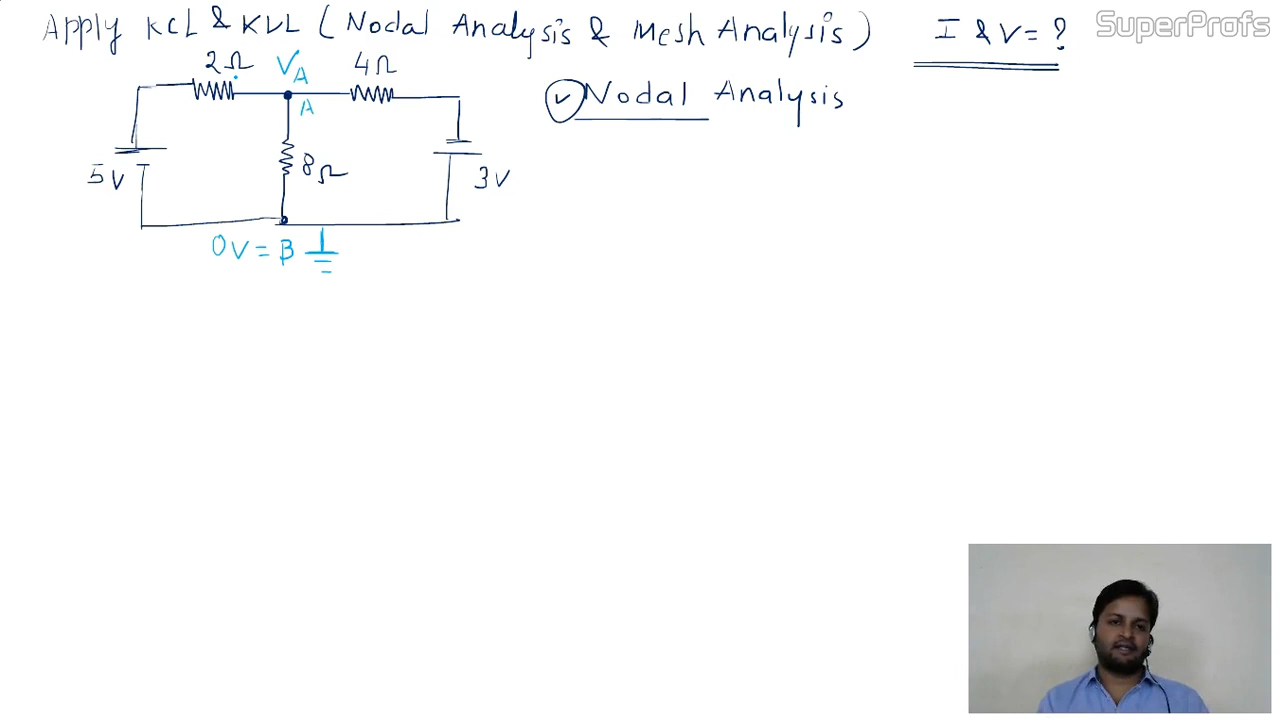 Apply KCL & KVL (Nodal Analysis & Mesh Analysis) I & V = ?
SuperProfs
2Ω VA 4Ω
A
Nodal Analysis
5V 8Ω 3V
0V = B